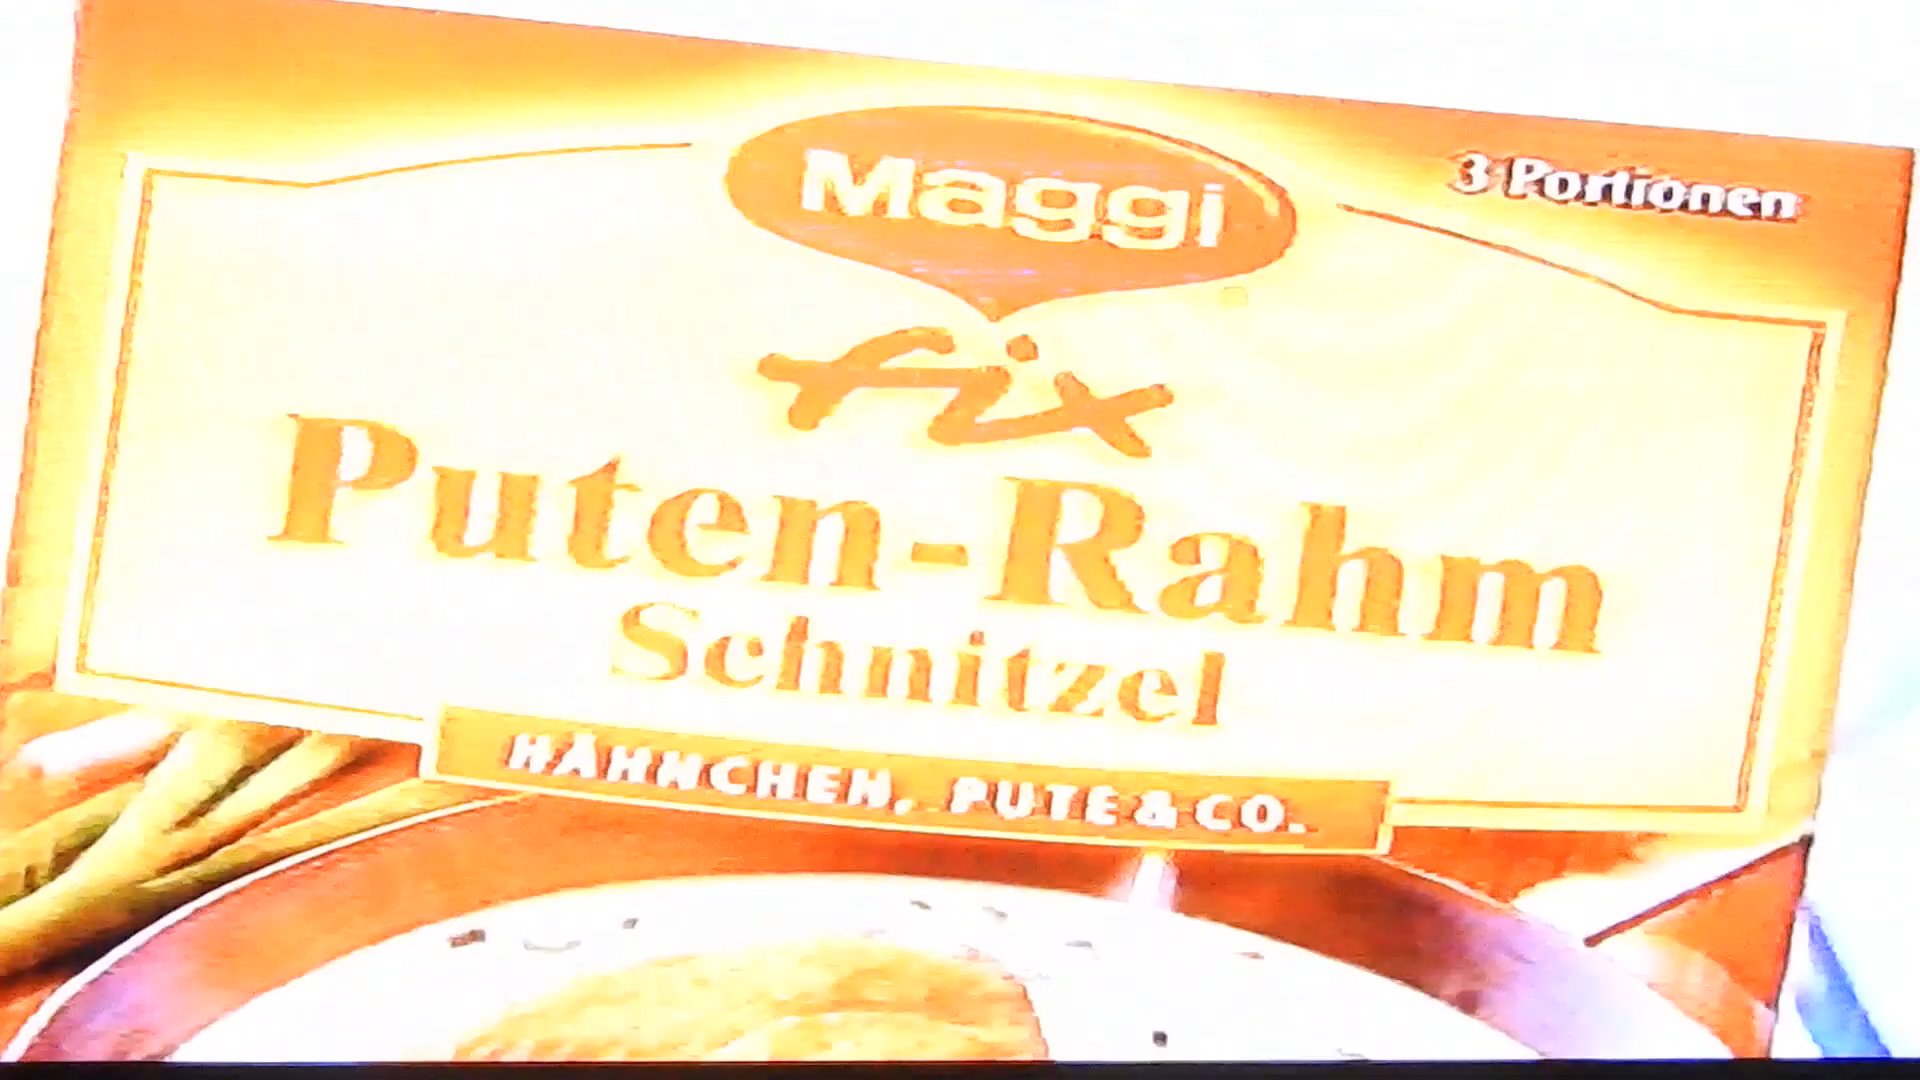 Maggi
3 Portionen
fix
Puten-Rahm
Schnitzel
HÄHNCHEN, PUTE & CO.